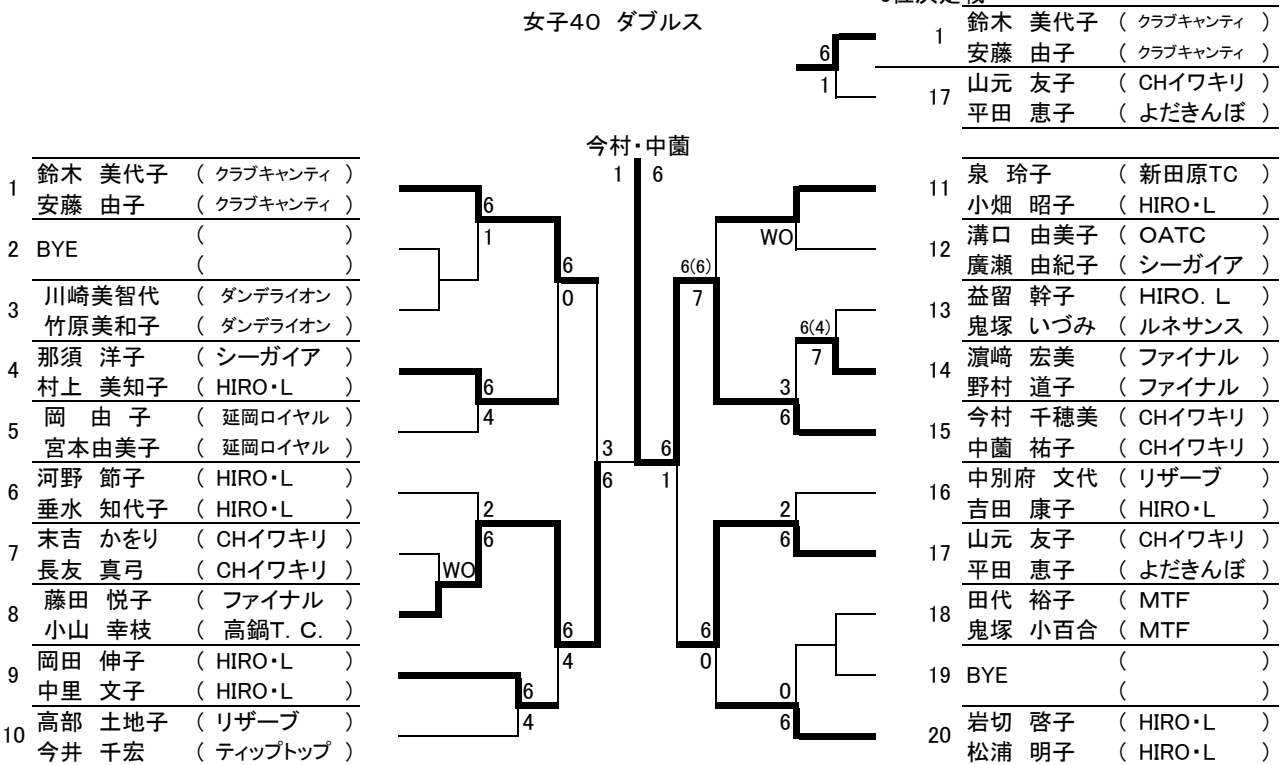 3位決定戦
女子40 ダブルス
1 鈴木 美代子 ( クラブキャンティ )
安藤 由子 ( クラブキャンティ )
17 山元 友子 ( CHイワキリ )
平田 恵子 ( よだきんぼ )
6
1
今村・中薗
1 6
1 鈴木 美代子 ( クラブキャンティ )
安藤 由子 ( クラブキャンティ )
2 BYE ( )
( )
3 川崎美智代 ( ダンデライオン )
竹原美和子 ( ダンデライオン )
4 那須 洋子 ( シーガイア )
村上 美知子 ( HIRO・L )
5 岡 由 子 ( 延岡ロイヤル )
宮本由美子 ( 延岡ロイヤル )
6 河野 節子 ( HIRO・L )
垂水 知代子 ( HIRO・L )
7 末吉 かをり ( CHイワキリ )
長友 真弓 ( CHイワキリ )
8 藤田 悦子 ( ファイナル )
小山 幸枝 ( 高鍋T. C. )
9 岡田 伸子 ( HIRO・L )
中里 文子 ( HIRO・L )
10 高部 土地子 ( リザーブ )
今井 千宏 ( ティップトップ )
6
1
6
0
6
4
3
6
2
6
WO
6
4
6
4
6
1
WO
6(6)
7
6(4)
7
3
6
2
6
6
0
0
6
11 泉 玲子 ( 新田原TC )
小畑 昭子 ( HIRO・L )
12 溝口 由美子 ( OATC )
廣瀬 由紀子 ( シーガイア )
13 益留 幹子 ( HIRO. L )
鬼塚 いづみ ( ルネサンス )
14 濵﨑 宏美 ( ファイナル )
野村 道子 ( ファイナル )
15 今村 千穂美 ( CHイワキリ )
中薗 祐子 ( CHイワキリ )
16 中別府 文代 ( リザーブ )
吉田 康子 ( HIRO・L )
17 山元 友子 ( CHイワキリ )
平田 恵子 ( よだきんぼ )
18 田代 裕子 ( MTF )
鬼塚 小百合 ( MTF )
19 BYE ( )
( )
20 岩切 啓子 ( HIRO・L )
松浦 明子 ( HIRO・L )